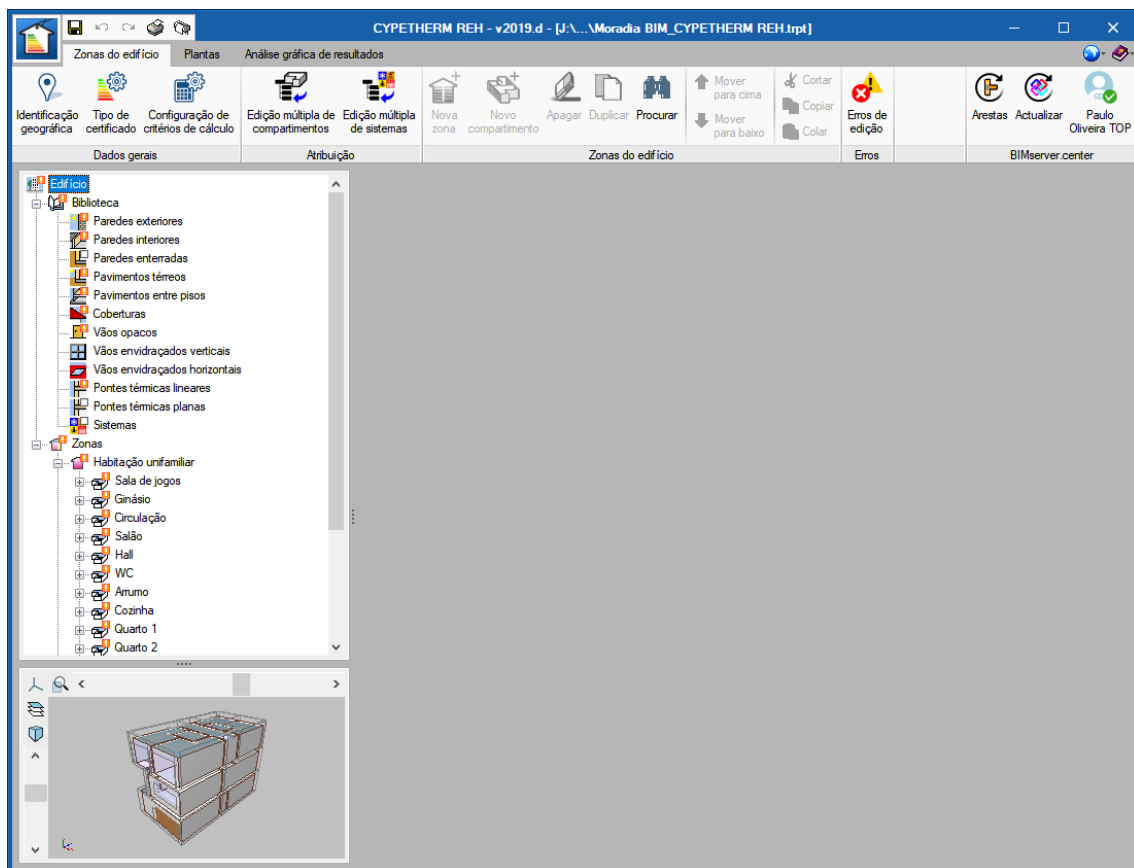 CYPETHERM REH - v2019.d - [J:\...\Moradia BIM_CYPETHERM REH.trpt]
Zonas do edifício Plantas Análise gráfica de resultados
Identificação geográfica
Tipo de certificado
Configuração de critérios de cálculo
Edição múltipla de compartimentos
Edição múltipla de sistemas
Nova zona
Novo compartimento
Apagar
Duplicar
Procurar
Mover para cima
Mover para baixo
Cortar
Copiar
Colar
Erros de edição
Arestas
Actualizar
Paulo Oliveira TOP
Dados gerais Atribuição Zonas do edifício Erros BIMserver.center
Edifício
Biblioteca
Paredes exteriores
Paredes interiores
Paredes enterradas
Pavimentos térreos
Pavimentos entre pisos
Coberturas
Vãos opacos
Vãos envidraçados verticais
Vãos envidraçados horizontais
Pontes térmicas lineares
Pontes térmicas planas
Sistemas
Zonas
Habitação unifamiliar
Sala de jogos
Ginásio
Circulação
Salão
Hall
WC
Arrumo
Cozinha
Quarto 1
Quarto 2